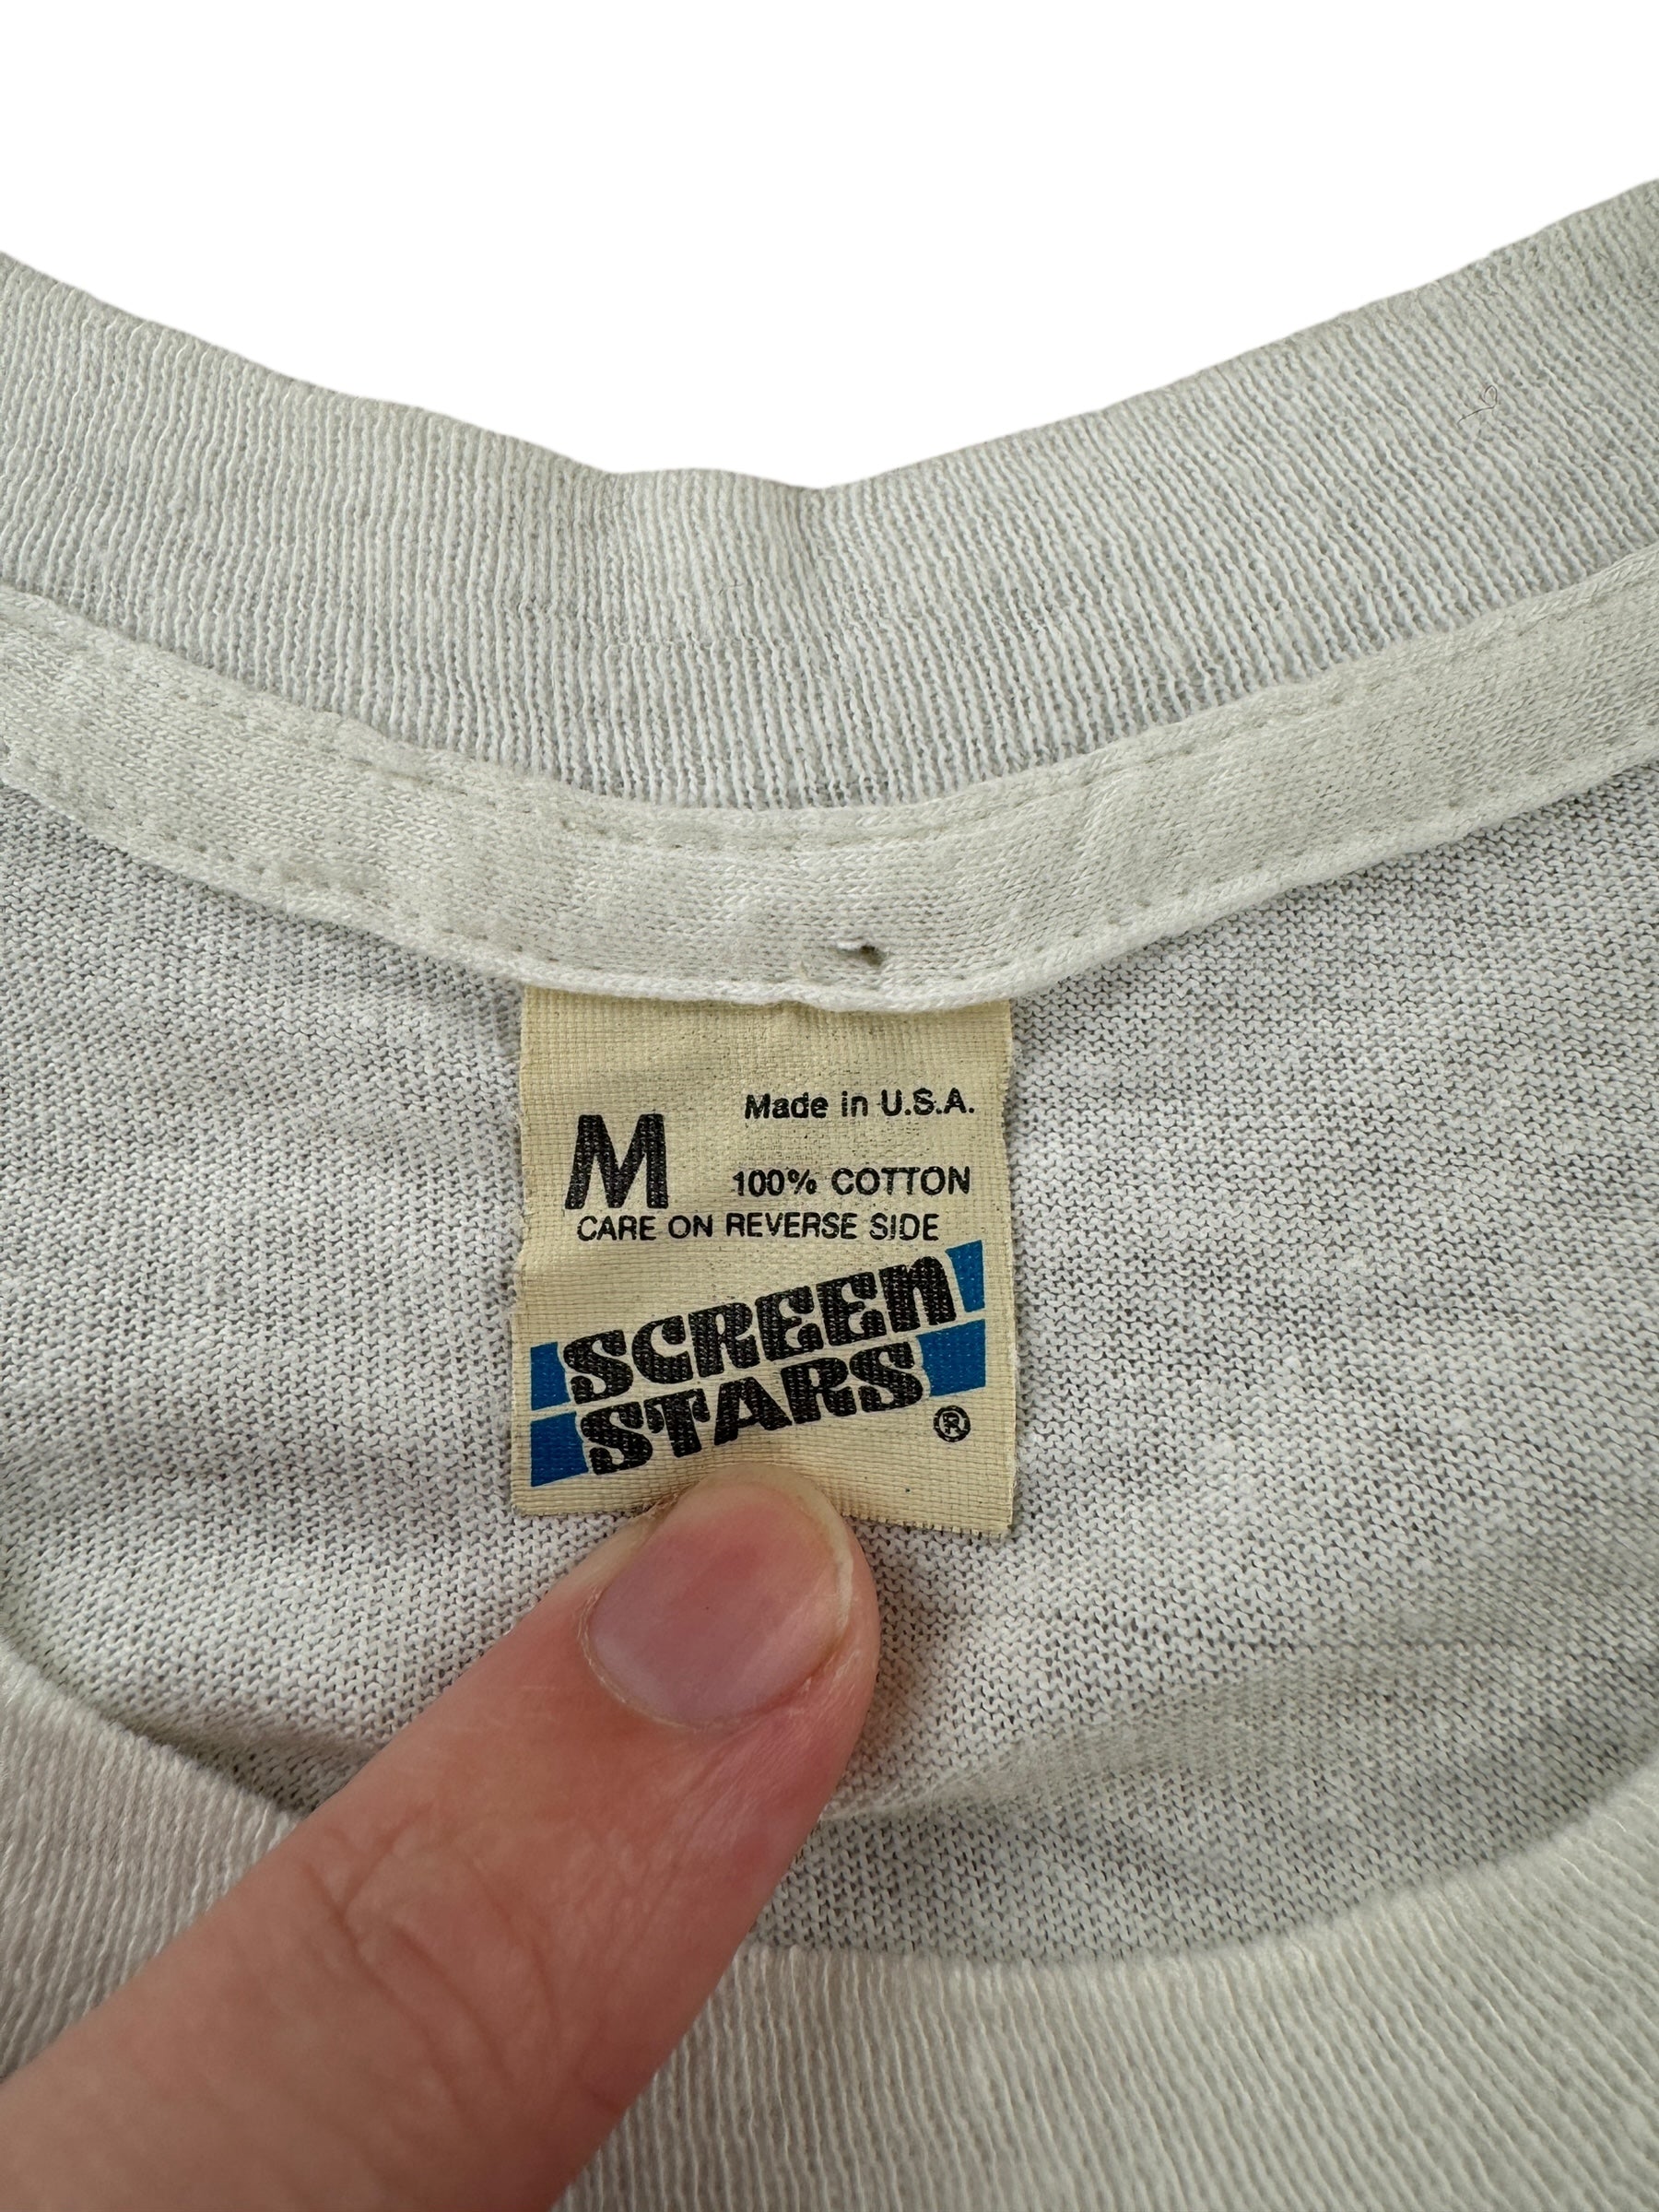 Made in U.S.A.
M 100% COTTON
CARE ON REVERSE SIDE
SCREEN
STARS ®